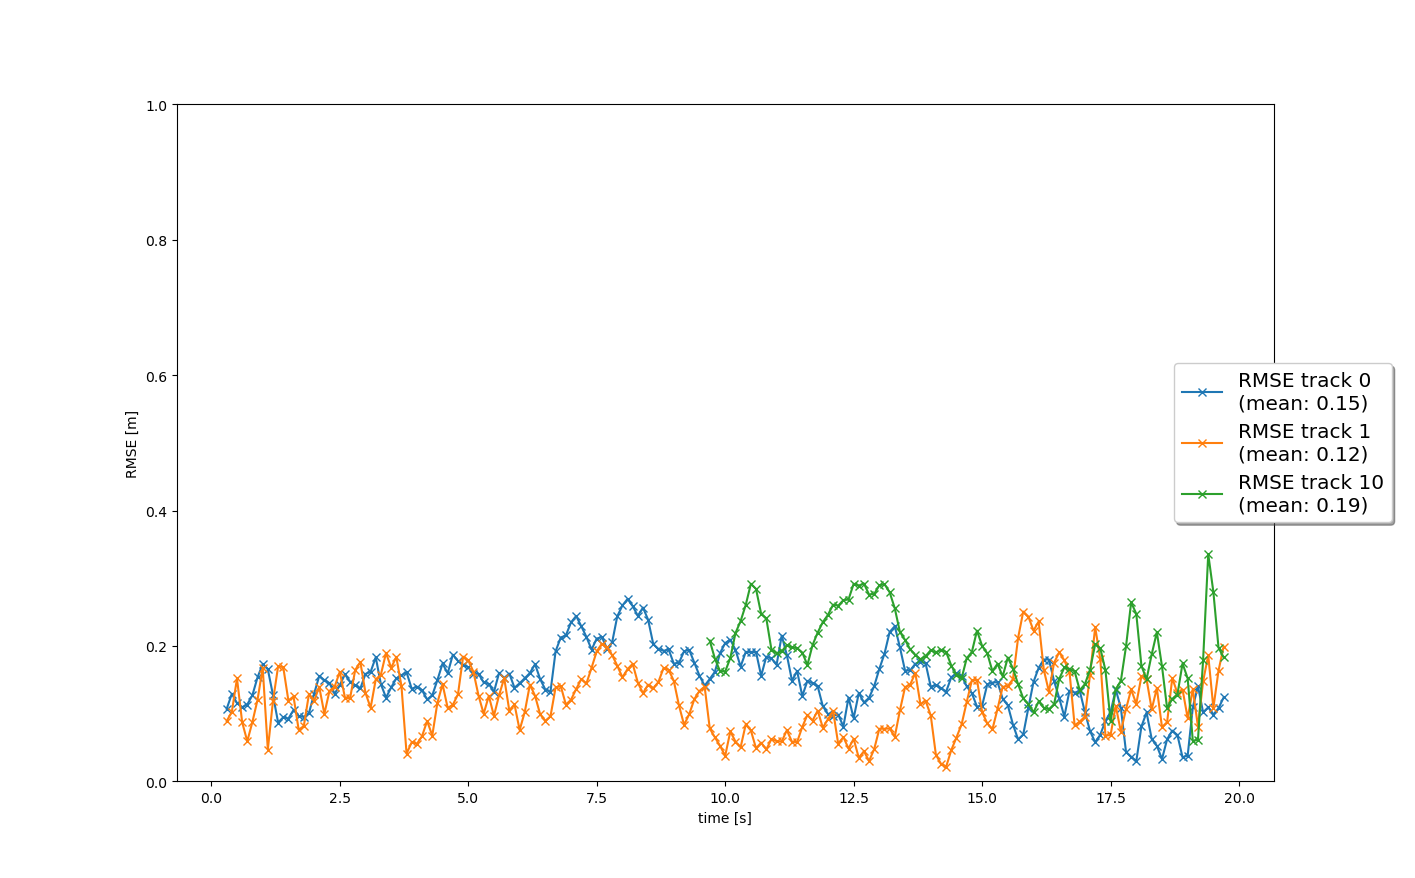 1.0
0.8
0.6
0.4
0.2
0.0
RMSE [m]
0.0 2.5 5.0 7.5 10.0 12.5 15.0 17.5 20.0
time [s]
RMSE track 0
(mean: 0.15)
RMSE track 1
(mean: 0.12)
RMSE track 10
(mean: 0.19)